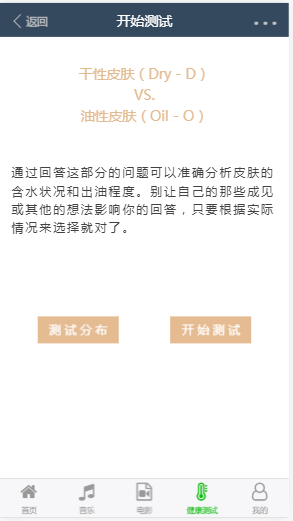 返回 开始测试
干性皮肤（Dry - D）
VS.
油性皮肤（Oil - O）
通过回答这部分的问题可以准确分析皮肤的
含水状况和出油程度。别让自己的那些成见
或其他的想法影响你的回答，只要根据实际
情况来选择就对了。
测试分布 开始测试
首页 音乐 电影 健康测试 我的